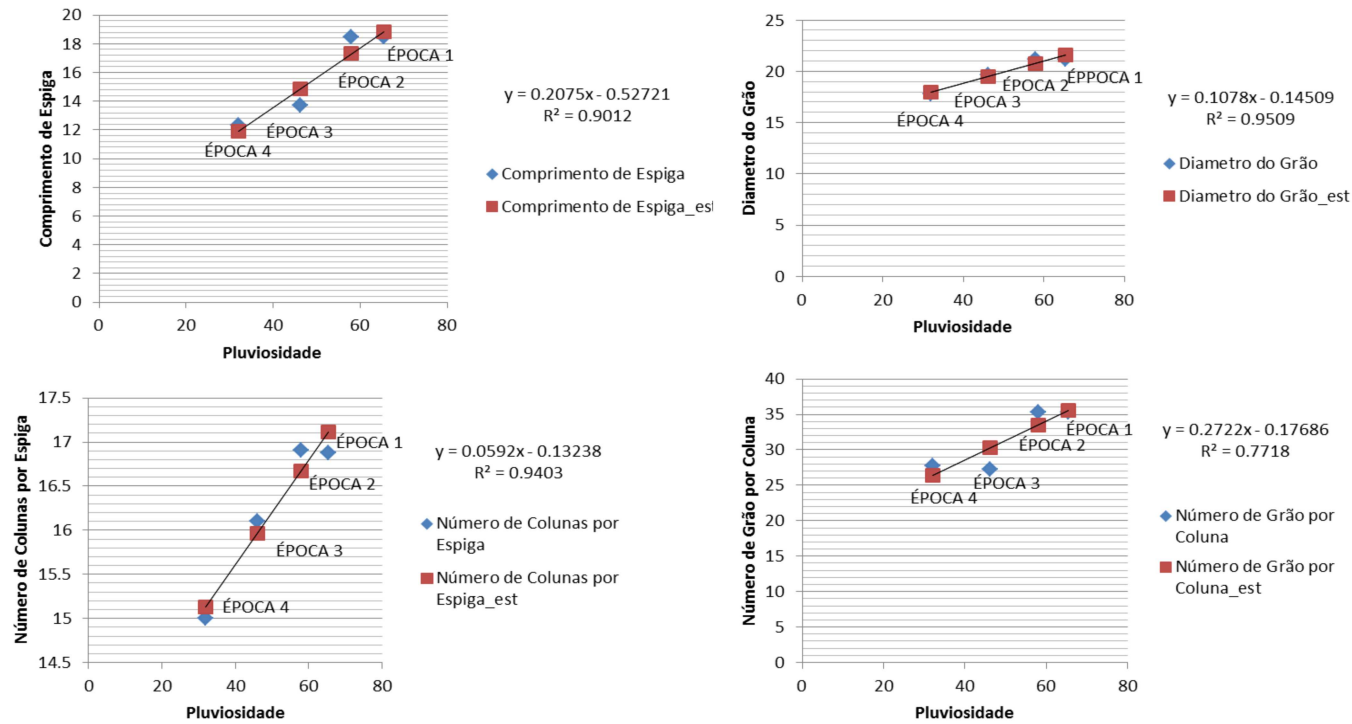 Comprimento de Espiga
20
18
16
14
12
10
8
6
4
2
0
0 20 40 60 80
Pluviosidade
ÉPOCA 1
ÉPOCA 2
ÉPOCA 3
ÉPOCA 4
y = 0.2075x - 0.52721
R² = 0.9012
Comprimento de Espiga
Comprimento de Espiga_est
Diametro do Grão
25
20
15
10
5
0
0 20 40 60 80
Pluviosidade
ÉPPOCA 1
ÉPOCA 2
ÉPOCA 3
ÉPOCA 4
y = 0.1078x - 0.14509
R² = 0.9509
Diametro do Grão
Diametro do Grão_est
Número de Colunas por Espiga
17.5
17
16.5
16
15.5
15
14.5
0 20 40 60 80
Pluviosidade
ÉPOCA 1
ÉPOCA 2
ÉPOCA 3
ÉPOCA 4
y = 0.0592x - 0.13238
R² = 0.9403
Número de Colunas por
Espiga
Número de Colunas por
Espiga_est
Número de Grão por Coluna
40
35
30
25
20
15
10
5
0
0 20 40 60 80
Pluviosidade
ÉPOCA 1
ÉPOCA 2
ÉPOCA 3
ÉPOCA 4
y = 0.2722x - 0.17686
R² = 0.7718
Número de Grão por
Coluna
Número de Grão por
Coluna_est